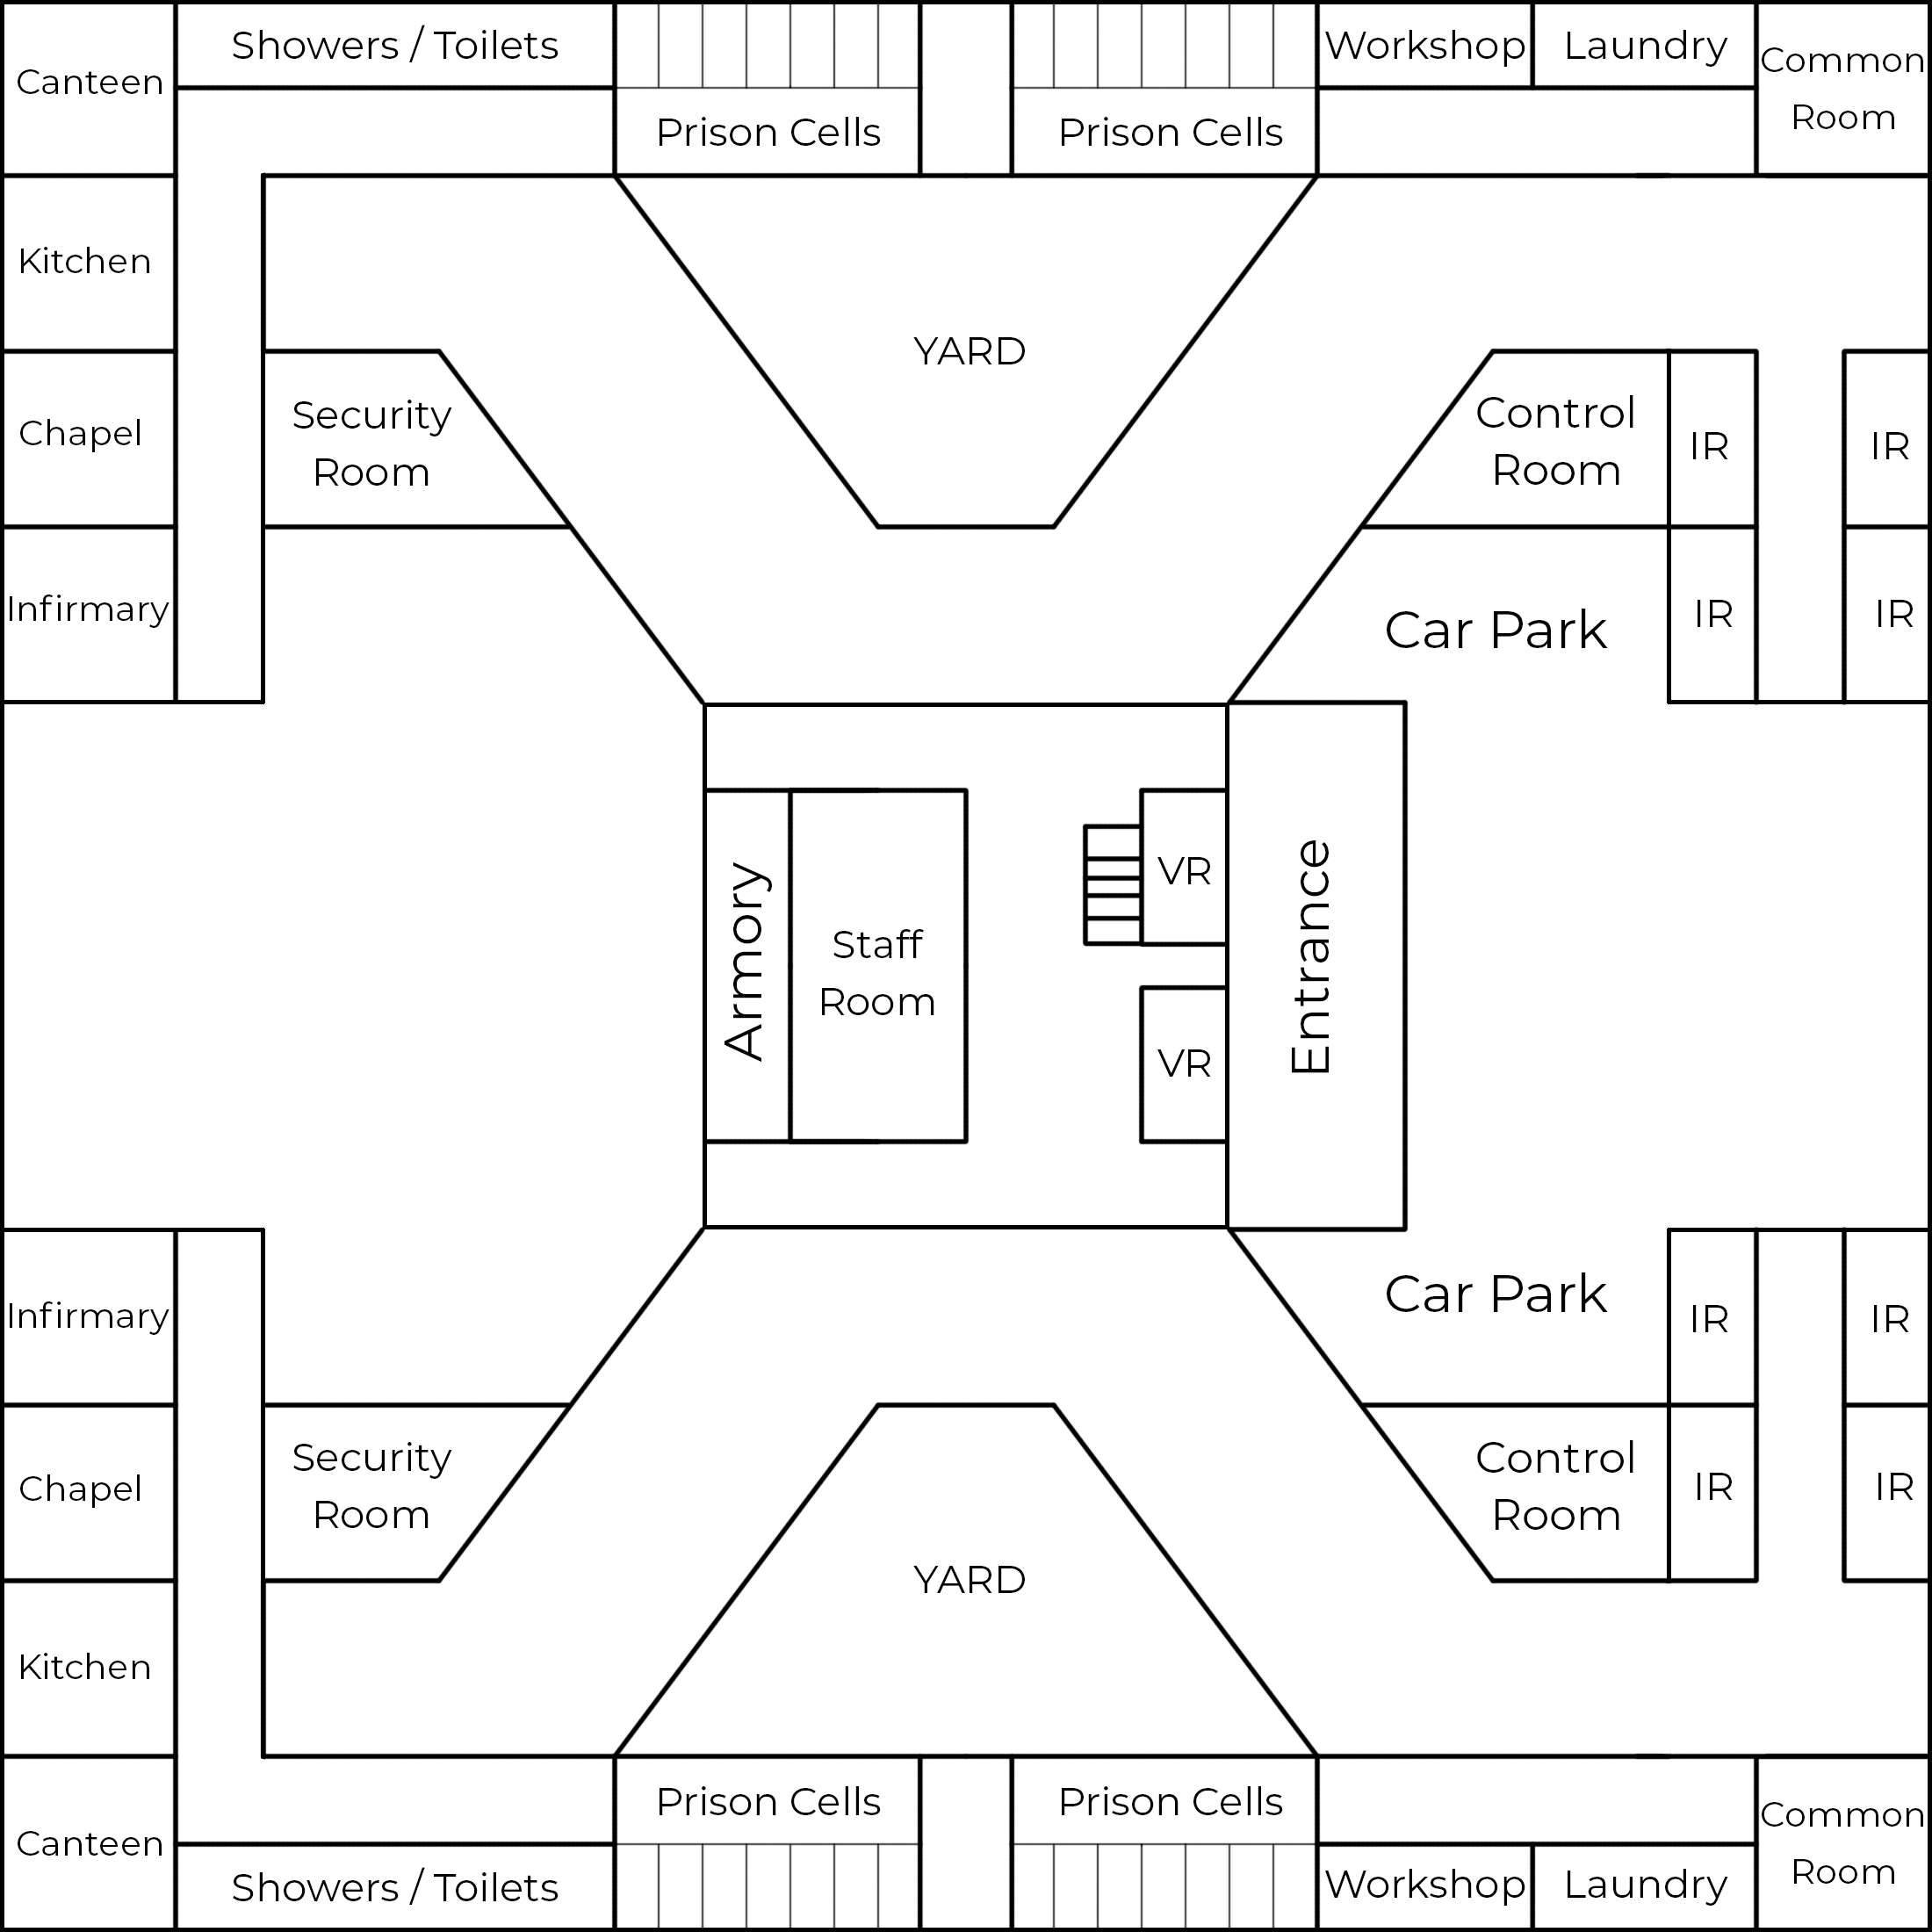 Showers / Toilets
Workshop
Laundry
Common
Room
Canteen
Prison Cells
Prison Cells
Kitchen
YARD
Security
Room
Chapel
Control
Room
IR
IR
Infirmary
Car Park
IR
IR
Armory
Staff
Room
VR
VR
Entrance
Infirmary
Car Park
IR
IR
Chapel
Security
Room
Control
Room
IR
IR
YARD
Kitchen
Prison Cells
Prison Cells
Common
Room
Canteen
Showers / Toilets
Workshop
Laundry